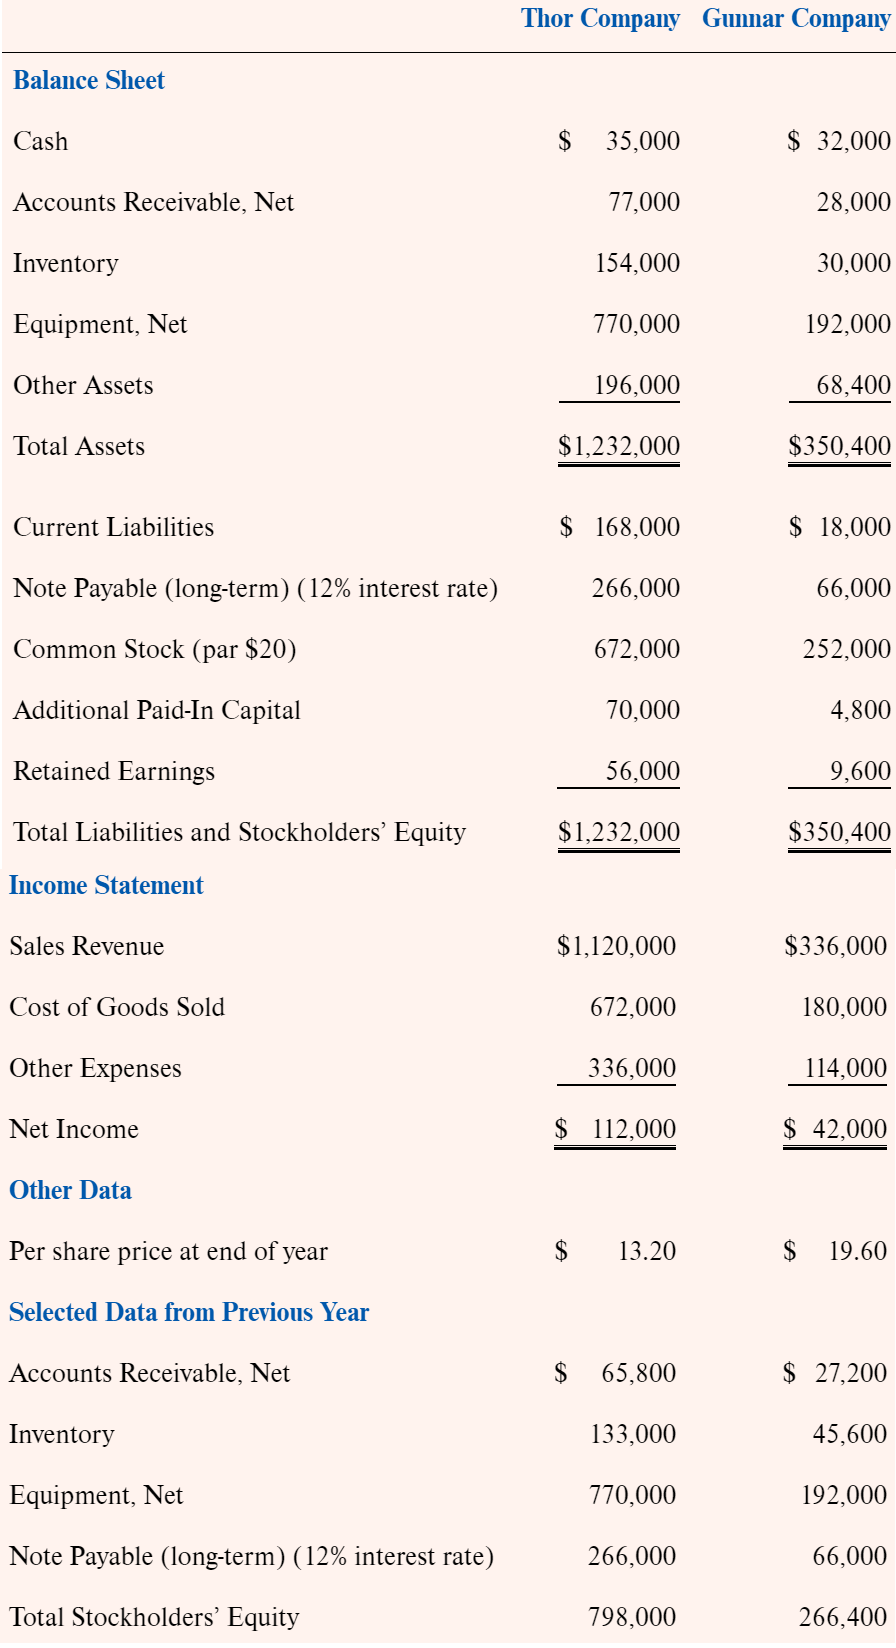 Thor Company Gunnar Company
Balance Sheet
Cash $ 35,000 $ 32,000
Accounts Receivable, Net 77,000 28,000
Inventory 154,000 30,000
Equipment, Net 770,000 192,000
Other Assets 196,000 68,400
Total Assets $1,232,000 $350,400
Current Liabilities $ 168,000 $ 18,000
Note Payable (long-term) (12% interest rate) 266,000 66,000
Common Stock (par $20) 672,000 252,000
Additional Paid-In Capital 70,000 4,800
Retained Earnings 56,000 9,600
Total Liabilities and Stockholders’ Equity $1,232,000 $350,400
Income Statement
Sales Revenue $1,120,000 $336,000
Cost of Goods Sold 672,000 180,000
Other Expenses 336,000 114,000
Net Income $ 112,000 $ 42,000
Other Data
Per share price at end of year $ 13.20 $ 19.60
Selected Data from Previous Year
Accounts Receivable, Net $ 65,800 $ 27,200
Inventory 133,000 45,600
Equipment, Net 770,000 192,000
Note Payable (long-term) (12% interest rate) 266,000 66,000
Total Stockholders’ Equity 798,000 266,400